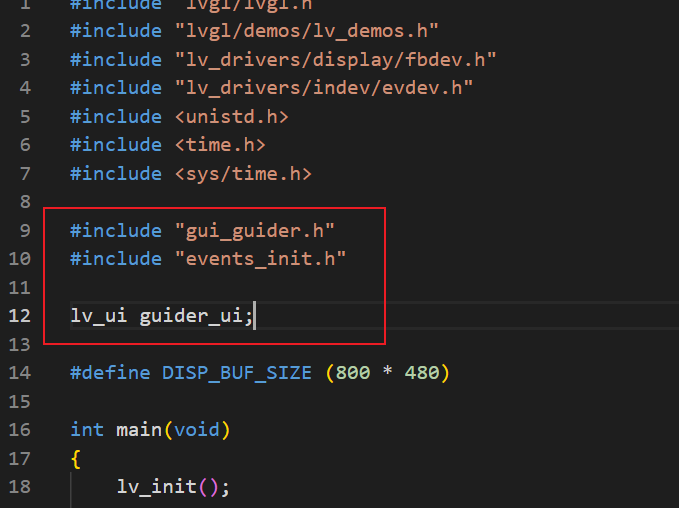 1 #include "lvgl/lvgl.h"
2 #include "lvgl/demos/lv_demos.h"
3 #include "lv_drivers/display/fbdev.h"
4 #include "lv_drivers/indev/evdev.h"
5 #include <unistd.h>
6 #include <time.h>
7 #include <sys/time.h>
8
9 #include "gui_guider.h"
10 #include "events_init.h"
11
12 lv_ui guider_ui;
13
14 #define DISP_BUF_SIZE (800 * 480)
15
16 int main(void)
17 {
18 lv_init();